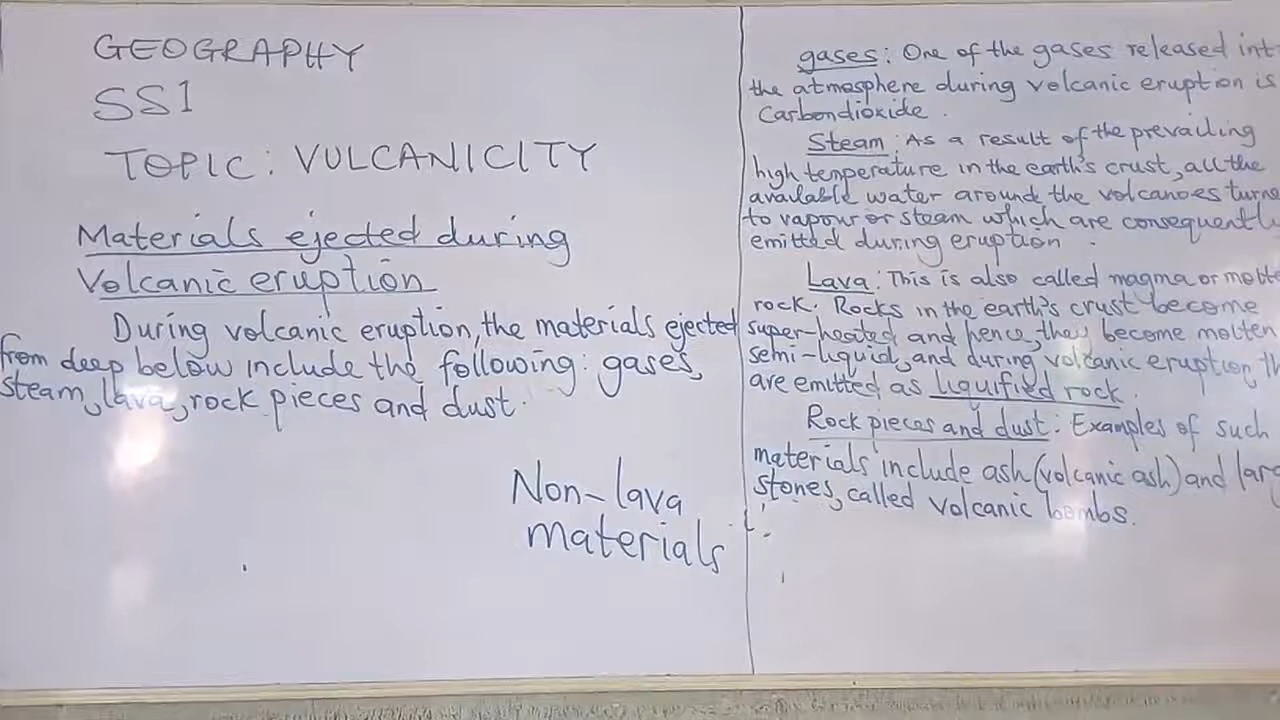 GEOGRAPHY
SS1
TOPIC: VULCANICITY
Materials ejected during
Volcanic eruption
During volcanic eruption, the materials ejected
from deep below include the following: gases,
steam, lava, rock pieces and dust.
Non-lava
materials
gases: One of the gases released int
the atmosphere during volcanic eruption is
Carbondioxide.
Steam: As a result of the prevailing
high temperature in the earth's crust, all the
available water around the volcanoes turns
to vapour or steam which are consequentl
emitted during eruption.
Lava: This is also called magma or molte
rock. Rocks in the earth's crust become
super-heated and hence, they become molten
semi-liquid, and during volcanic eruption, th
are emitted as liquified rock.
Rock pieces and dust: Examples of such
materials include ash (volcanic ash) and larg
stones, called volcanic bombs.